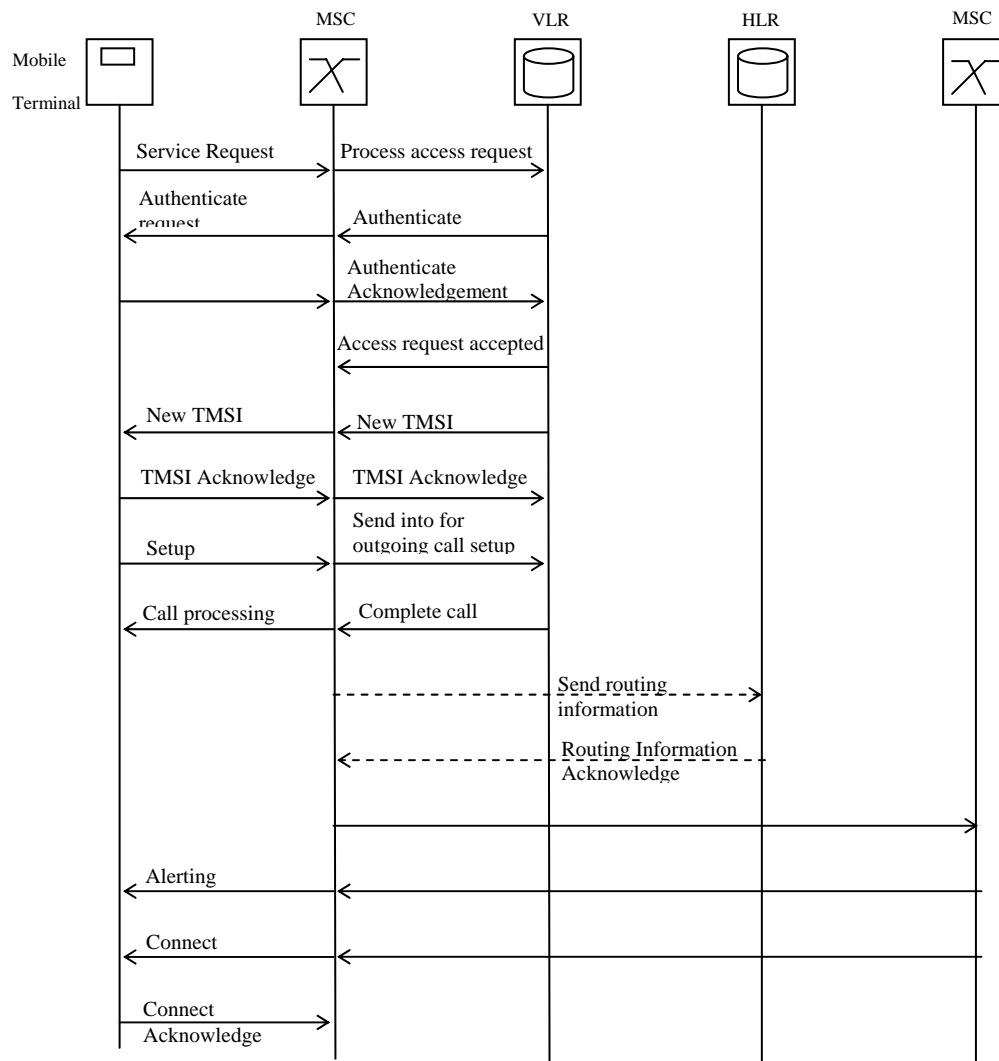 MSC
VLR
HLR
MSC
Mobile
Terminal
Service Request
Process access request
Authenticate
request
Authenticate
Authenticate
Acknowledgement
Access request accepted
New TMSI
New TMSI
TMSI Acknowledge
TMSI Acknowledge
Send into for
outgoing call setup
Setup
Call processing
Complete call
Send routing
information
Routing Information
Acknowledge
Alerting
Connect
Connect
Acknowledge